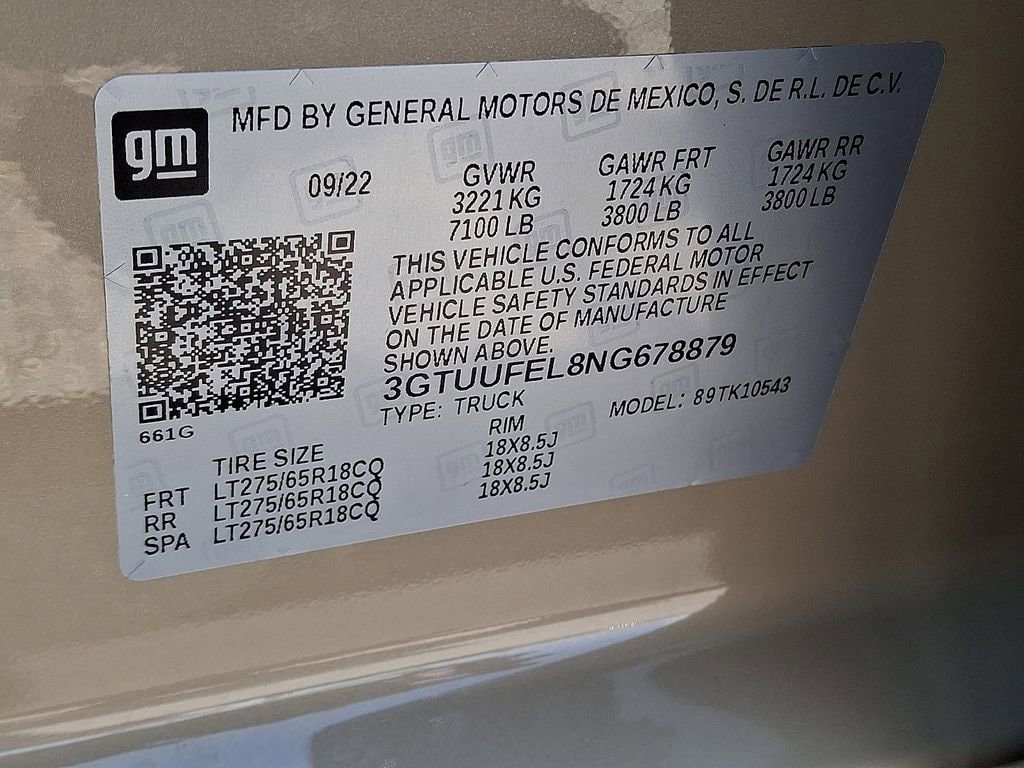 gm
MFD BY GENERAL MOTORS DE MEXICO, S. DE R.L. DE C.V.
09/22 GVWR GAWR FRT GAWR RR
3221 KG 1724 KG 1724 KG
7100 LB 3800 LB 3800 LB
THIS VEHICLE CONFORMS TO ALL
APPLICABLE U.S. FEDERAL MOTOR
VEHICLE SAFETY STANDARDS IN EFFECT
ON THE DATE OF MANUFACTURE
SHOWN ABOVE.
3GTUUFEL8NG678879
TYPE: TRUCK MODEL: 89TK10543
661G
TIRE SIZE RIM
FRT LT275/65R18CQ 18X8.5J
RR LT275/65R18CQ 18X8.5J
SPA LT275/65R18CQ 18X8.5J